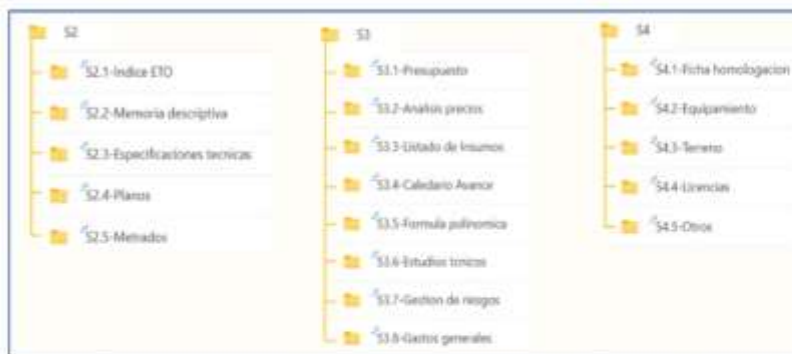 S2
S2.1-Indice ETO
S2.2-Memoria descriptiva
S2.3-Especificaciones tecnicas
S2.4-Planos
S2.5-Metrados
S3
S3.1-Presupuesto
S3.2-Analisis precios
S3.3-Listado de Insumos
S3.4-Caledario Avance
S3.5-Formula polinomica
S3.6-Estudios tcnicos
S3.7-Gestion de riesgos
S3.8-Gastos generales
S4
S4.1-Ficha homologacion
S4.2-Equipamiento
S4.3-Terreno
S4.4-Licencias
S4.5-Otros